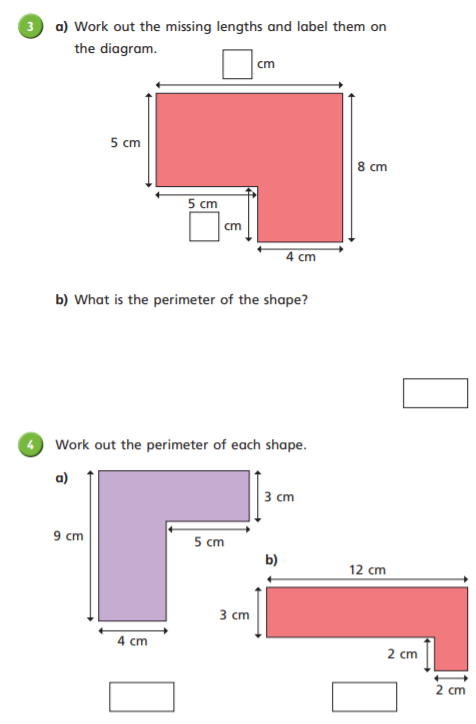 3 a) Work out the missing lengths and label them on
the diagram.
cm
5 cm
8 cm
5 cm
cm
4 cm
b) What is the perimeter of the shape?
4 Work out the perimeter of each shape.
a)
3 cm
9 cm
5 cm
b)
12 cm
3 cm
4 cm
2 cm
2 cm